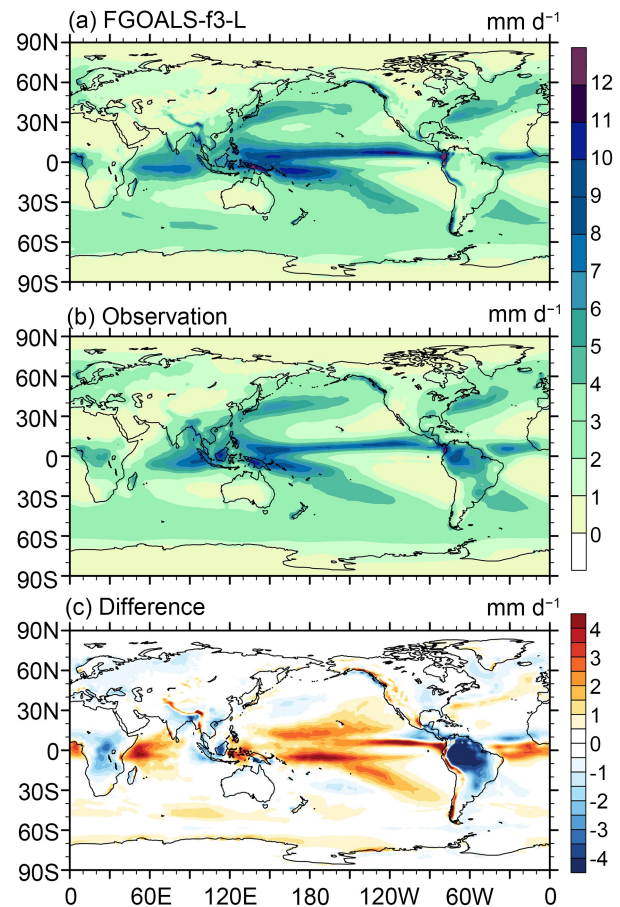 (a) FGOALS-f3-L mm d⁻¹
90N
60N
30N
0
30S
60S
90S
12
11
10
9
8
7
6
5
4
3
2
1
0
(b) Observation mm d⁻¹
90N
60N
30N
0
30S
60S
90S
(c) Difference mm d⁻¹
90N
60N
30N
0
30S
60S
90S
4
3
2
1
0
-1
-2
-3
-4
0 60E 120E 180 120W 60W 0